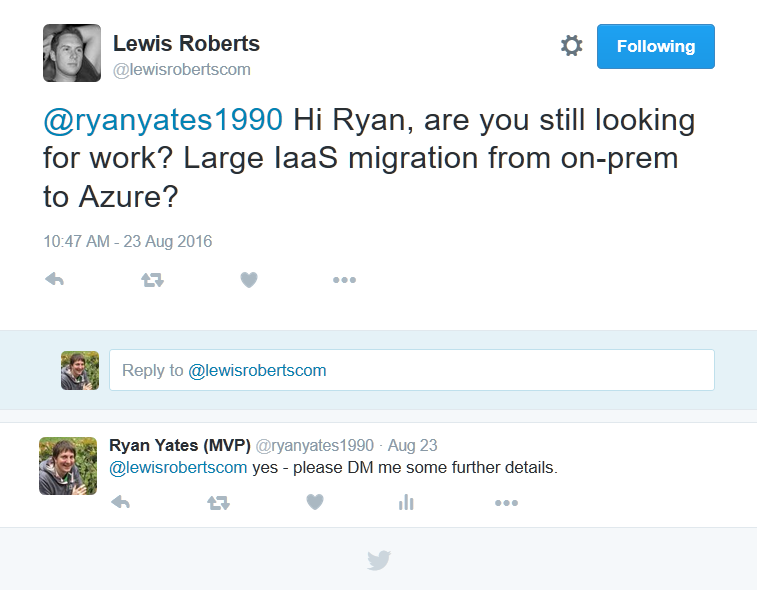 Lewis Roberts
@lewisrobertscom
Following
@ryanyates1990 Hi Ryan, are you still looking
for work? Large IaaS migration from on-prem
to Azure?
10:47 AM - 23 Aug 2016
Reply to @lewisrobertscom
Ryan Yates (MVP) @ryanyates1990 · Aug 23
@lewisrobertscom yes - please DM me some further details.